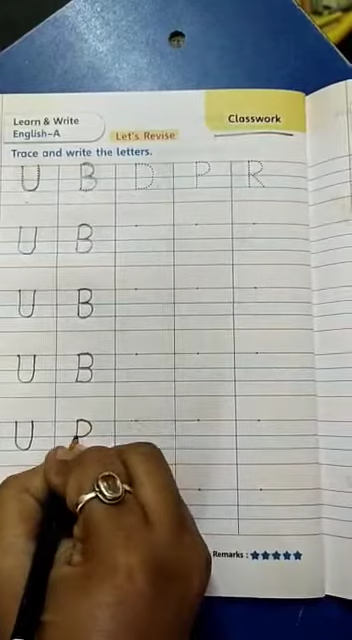 Learn & Write
English-A
Let's Revise
Classwork
Trace and write the letters.
U B D P R
U B
U B
U B
U
Remarks :